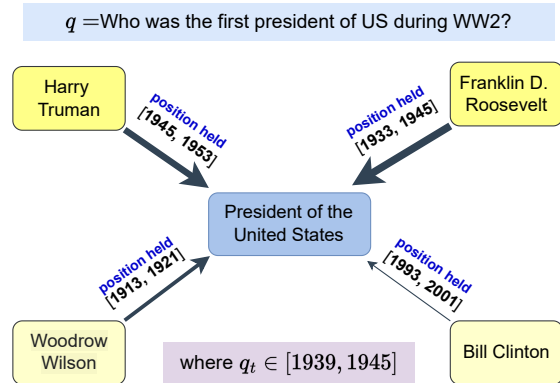 q =Who was the first president of US during WW2?
Harry
Truman
Franklin D.
Roosevelt
position held
[1945, 1953]
position held
[1933, 1945]
President of the
United States
position held
[1913, 1921]
position held
[1993, 2001]
Woodrow
Wilson
Bill Clinton
where q_t ∈ [1939, 1945]